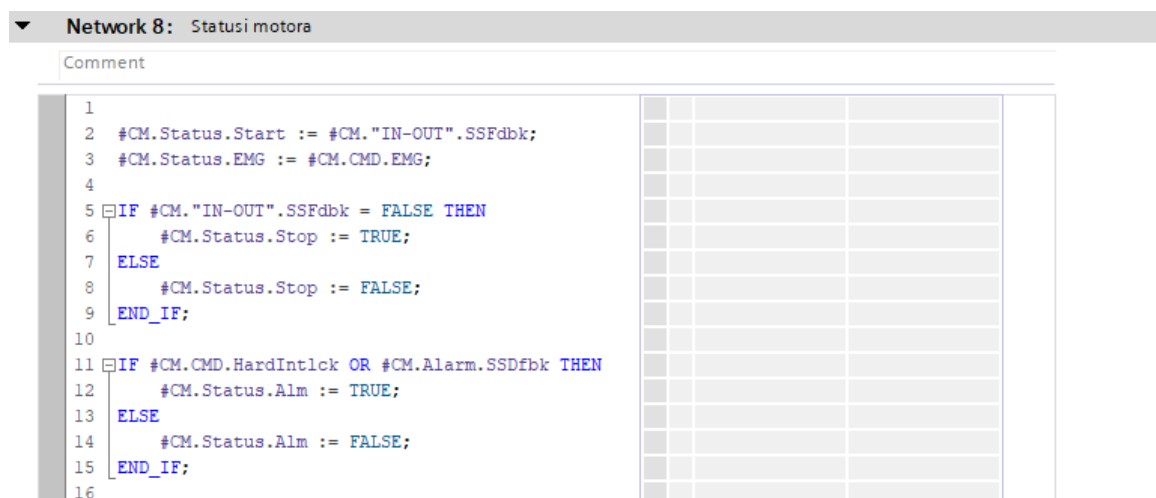 Network 8: Statusi motora
Comment
1
2 #CM.Status.Start := #CM."IN-OUT".SSFdbk;
3 #CM.Status.EMG := #CM.CMD.EMG;
4
5 IF #CM."IN-OUT".SSFdbk = FALSE THEN
6 #CM.Status.Stop := TRUE;
7 ELSE
8 #CM.Status.Stop := FALSE;
9 END_IF;
10
11 IF #CM.CMD.HardIntlck OR #CM.Alarm.SSDfbk THEN
12 #CM.Status.Alm := TRUE;
13 ELSE
14 #CM.Status.Alm := FALSE;
15 END_IF;
16